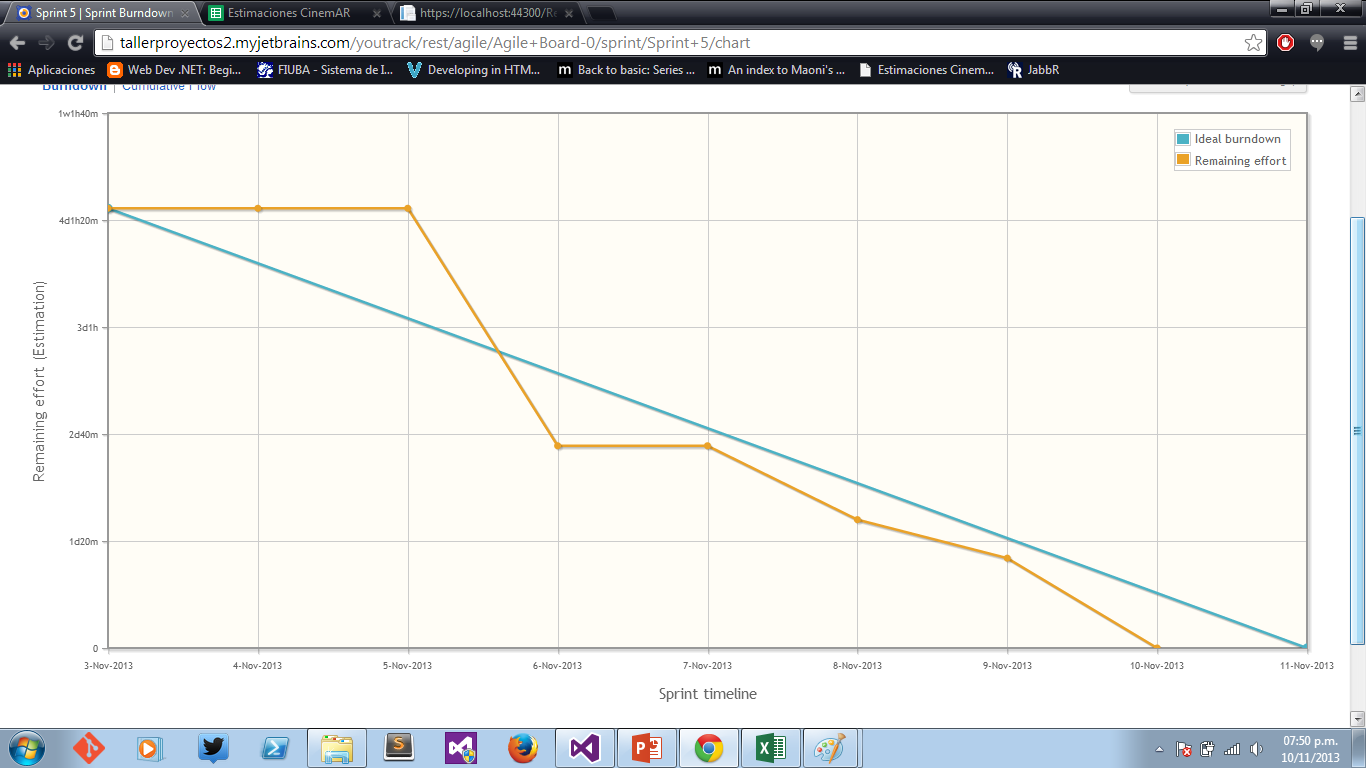 Sprint 5 | Sprint Burndown
Estimaciones CinemAR
https://localhost:44300/Re
tallerproyectos2.myjetbrains.com/youtrack/rest/agile/Agile+Board-0/sprint/Sprint+5/chart
Aplicaciones
Web Dev .NET: Begi...
FIUBA - Sistema de I...
Developing in HTM...
Back to basic: Series ...
An index to Maoni's ...
Estimaciones Cinem...
JabbR
Burndown | Cumulative Flow
1w1h40m
Ideal burndown
Remaining effort
4d1h20m
3d1h
2d40m
1d20m
0
Remaining effort (Estimation)
3-Nov-2013
4-Nov-2013
5-Nov-2013
6-Nov-2013
7-Nov-2013
8-Nov-2013
9-Nov-2013
10-Nov-2013
11-Nov-2013
Sprint timeline
07:50 p.m.
10/11/2013